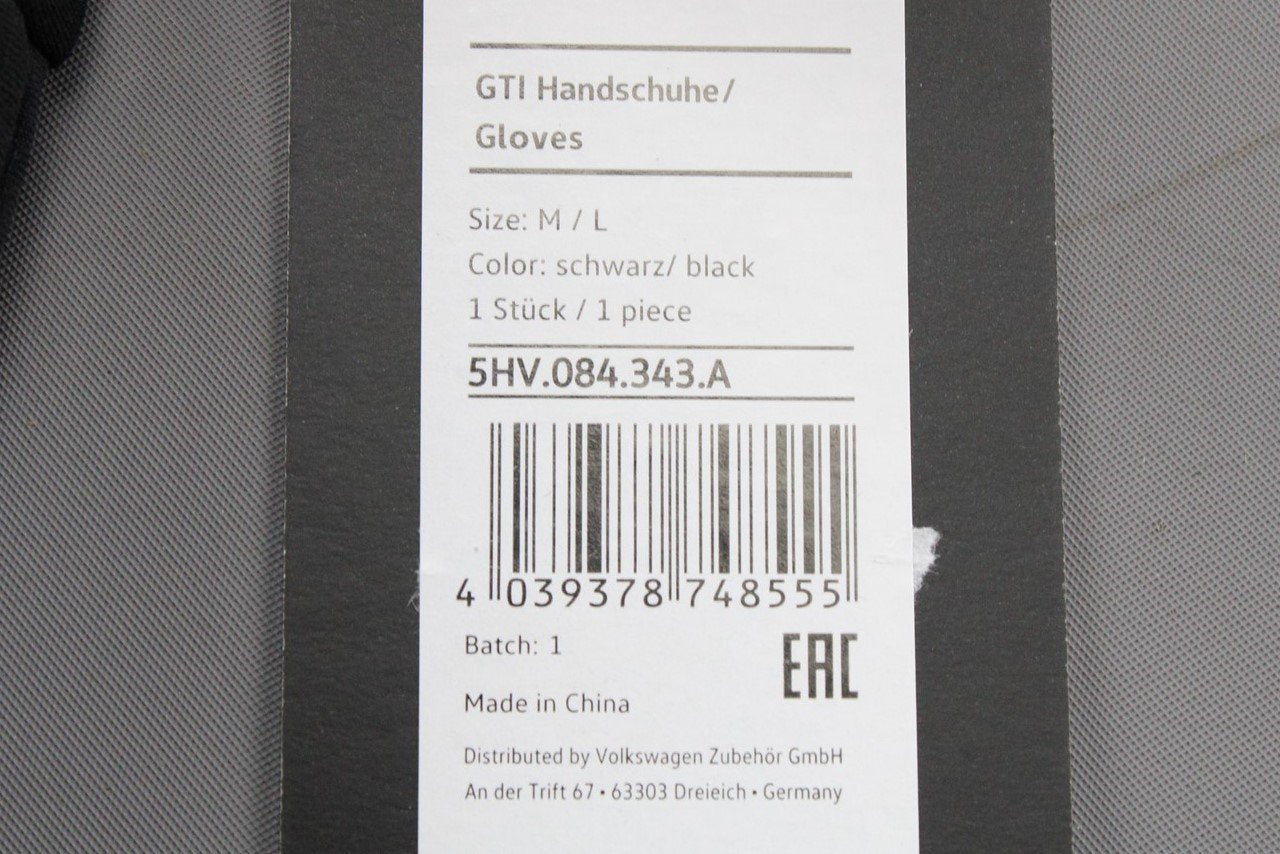 GTI Handschuhe/
Gloves
Size: M / L
Color: schwarz/ black
1 Stück / 1 piece
5HV.084.343.A
4 039378 748555
Batch: 1
EAC
Made in China
Distributed by Volkswagen Zubehör GmbH
An der Trift 67 • 63303 Dreieich • Germany